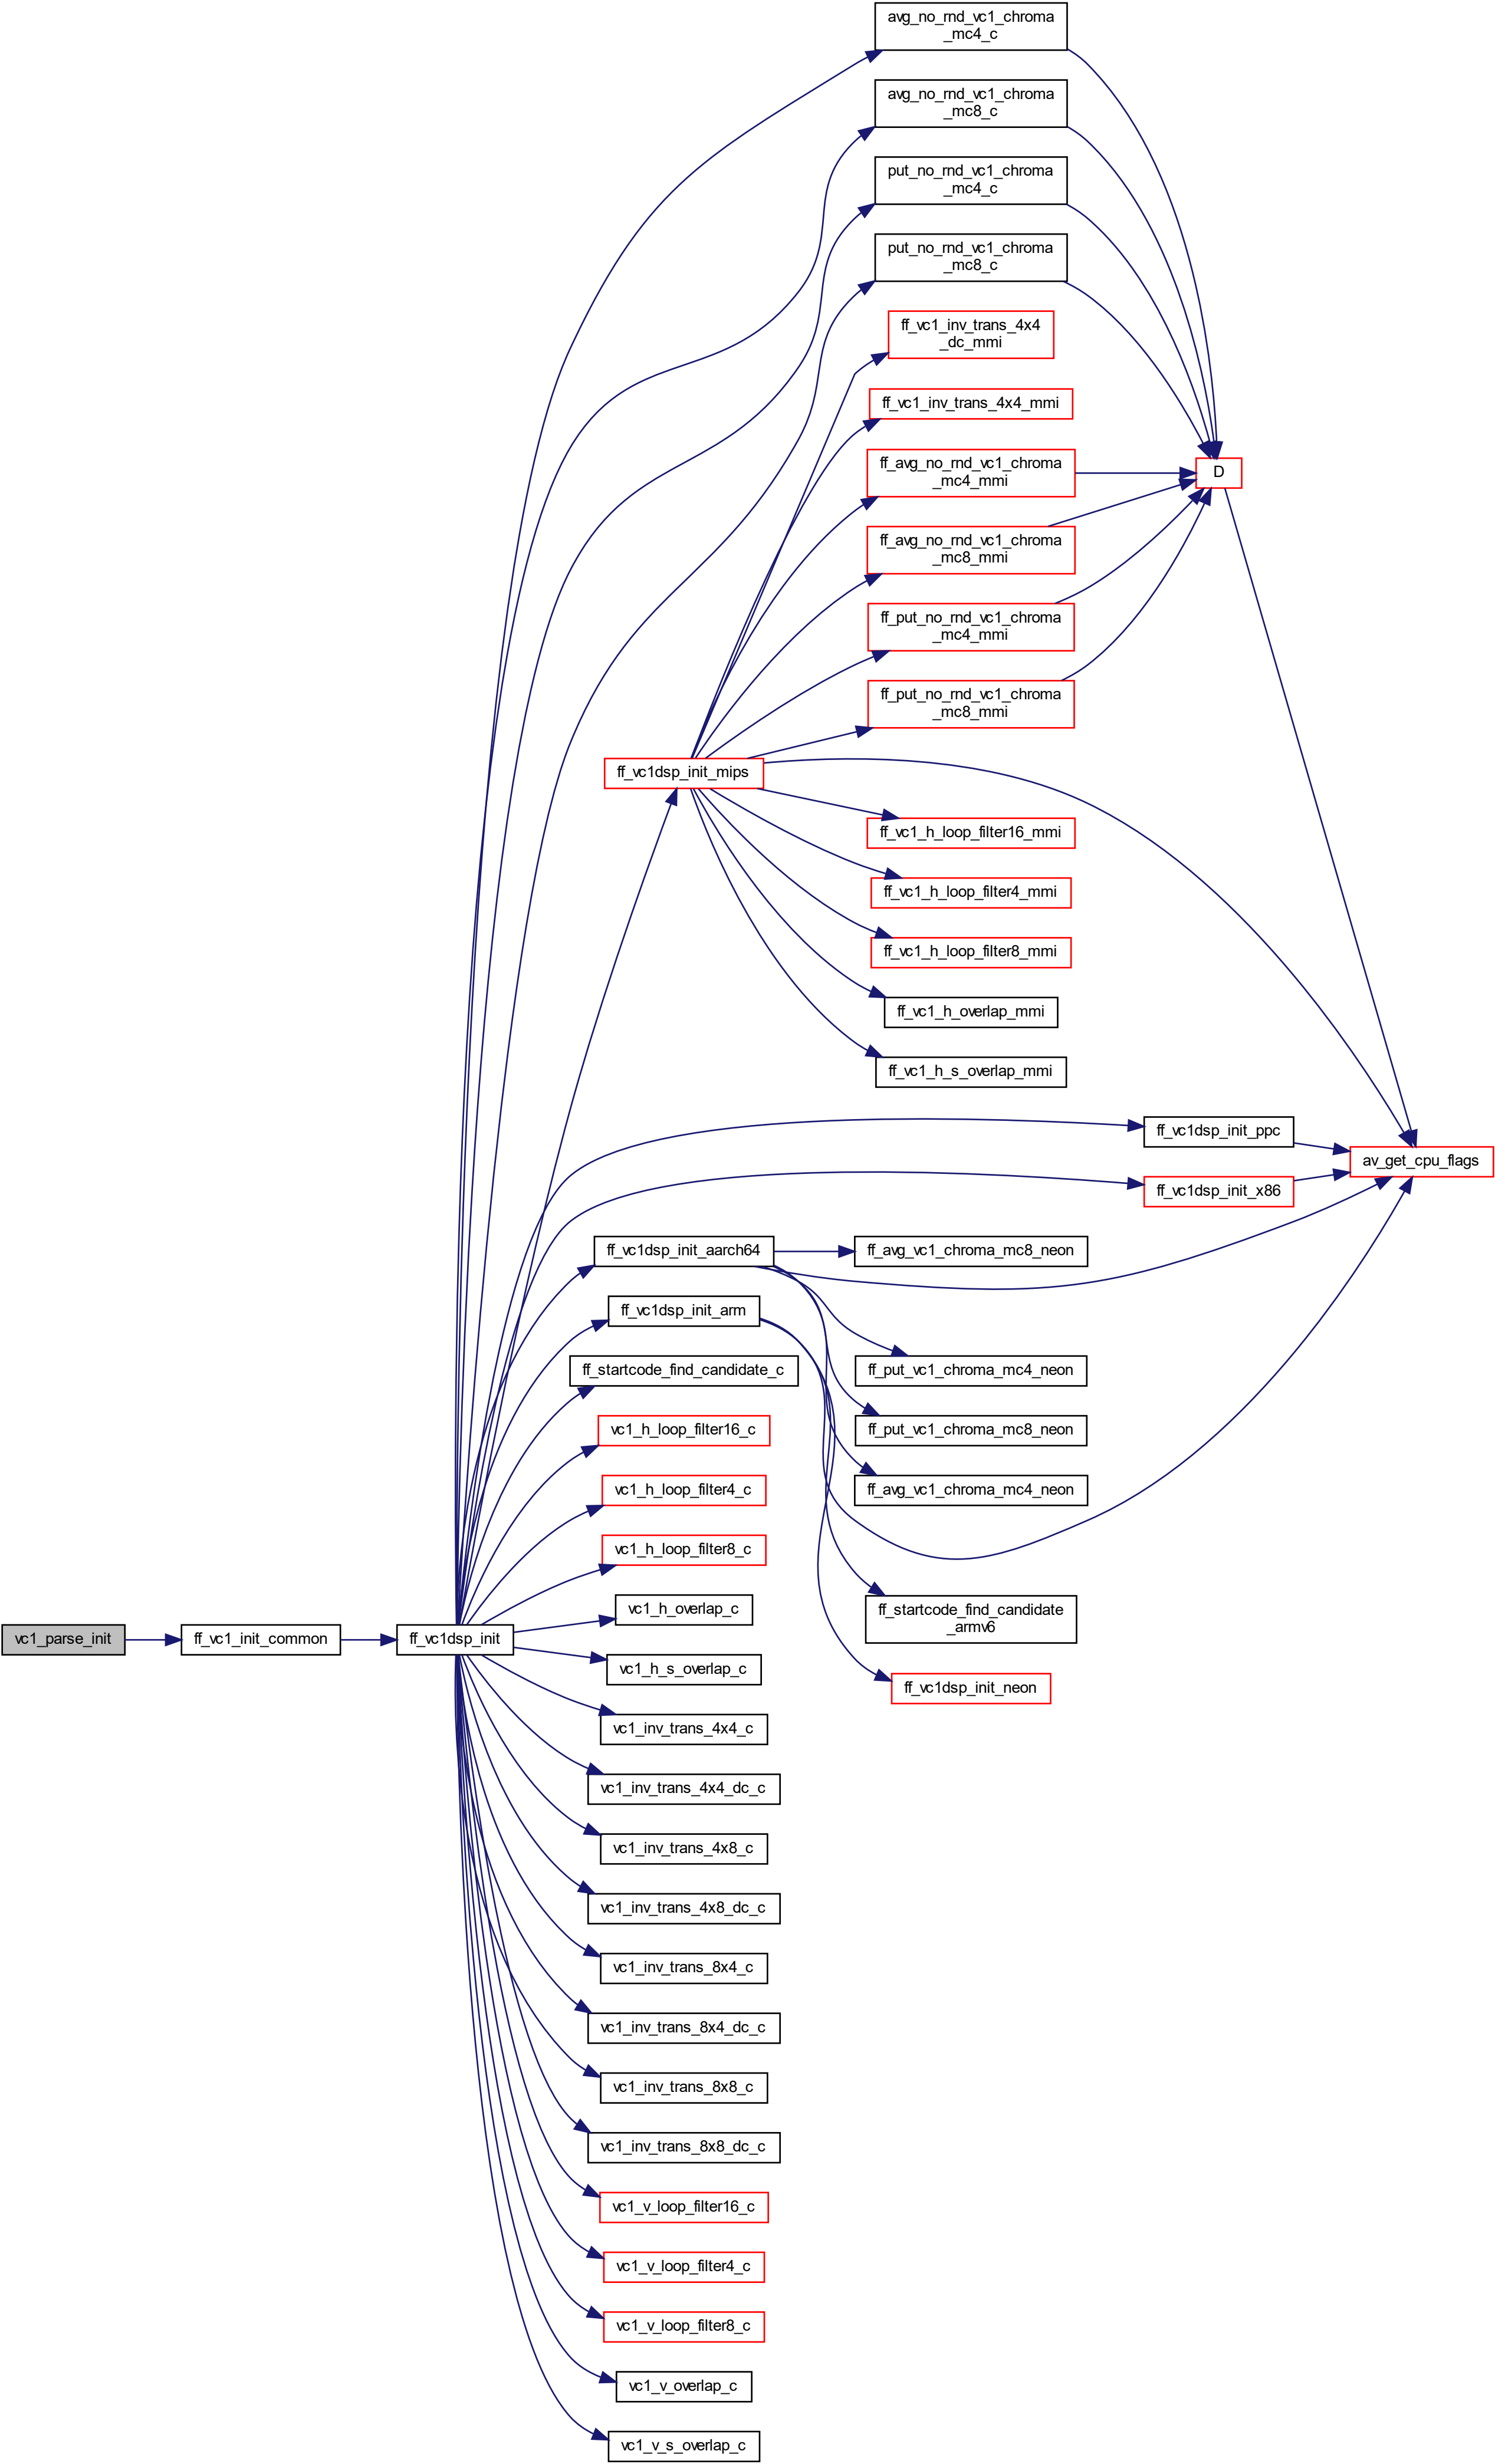 avg_no_rnd_vc1_chroma
_mc4_c
avg_no_rnd_vc1_chroma
_mc8_c
put_no_rnd_vc1_chroma
_mc4_c
put_no_rnd_vc1_chroma
_mc8_c
ff_vc1_inv_trans_4x4
_dc_mmi
ff_vc1_inv_trans_4x4_mmi
ff_avg_no_rnd_vc1_chroma
_mc4_mmi
D
ff_avg_no_rnd_vc1_chroma
_mc8_mmi
ff_put_no_rnd_vc1_chroma
_mc4_mmi
ff_put_no_rnd_vc1_chroma
_mc8_mmi
ff_vc1dsp_init_mips
ff_vc1_h_loop_filter16_mmi
ff_vc1_h_loop_filter4_mmi
ff_vc1_h_loop_filter8_mmi
ff_vc1_h_overlap_mmi
ff_vc1_h_s_overlap_mmi
ff_vc1dsp_init_ppc
av_get_cpu_flags
ff_vc1dsp_init_x86
ff_vc1dsp_init_aarch64
ff_avg_vc1_chroma_mc8_neon
ff_vc1dsp_init_arm
ff_startcode_find_candidate_c
ff_put_vc1_chroma_mc4_neon
vc1_h_loop_filter16_c
ff_put_vc1_chroma_mc8_neon
vc1_h_loop_filter4_c
ff_avg_vc1_chroma_mc4_neon
vc1_h_loop_filter8_c
vc1_h_overlap_c
ff_startcode_find_candidate
_armv6
vc1_parse_init
ff_vc1_init_common
ff_vc1dsp_init
vc1_h_s_overlap_c
ff_vc1dsp_init_neon
vc1_inv_trans_4x4_c
vc1_inv_trans_4x4_dc_c
vc1_inv_trans_4x8_c
vc1_inv_trans_4x8_dc_c
vc1_inv_trans_8x4_c
vc1_inv_trans_8x4_dc_c
vc1_inv_trans_8x8_c
vc1_inv_trans_8x8_dc_c
vc1_v_loop_filter16_c
vc1_v_loop_filter4_c
vc1_v_loop_filter8_c
vc1_v_overlap_c
vc1_v_s_overlap_c